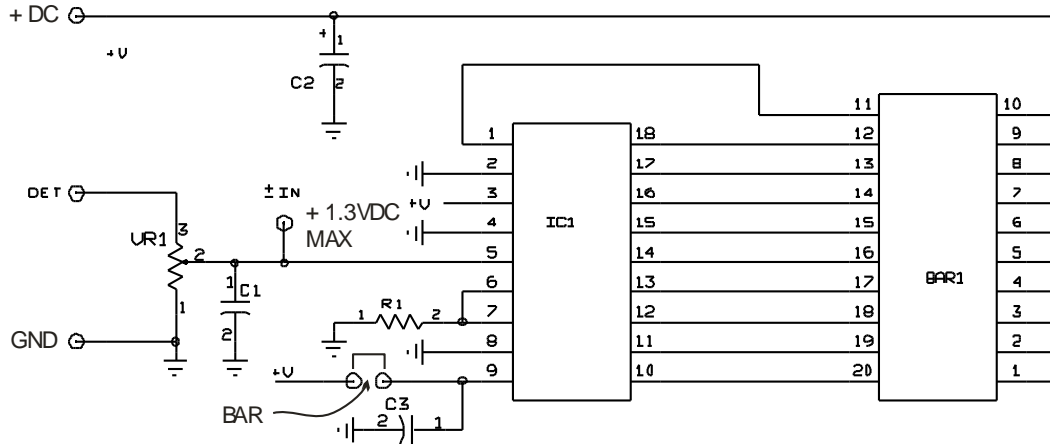 + DC
+V
+ 1
C2 2
11 10
1 18 12 9
2 17 13 8
DET
± IN
3 16 14 7
+V
+ 1.3VDC
MAX
3
VR1
2
4 IC1 15 15 6
5 14 16 5
1 C1
6 13 17 BAR1 4
1 R1 2
7 12 18 3
1
2
GND
8 11 19 2
+V
9 10 20 1
BAR
C3
2 1